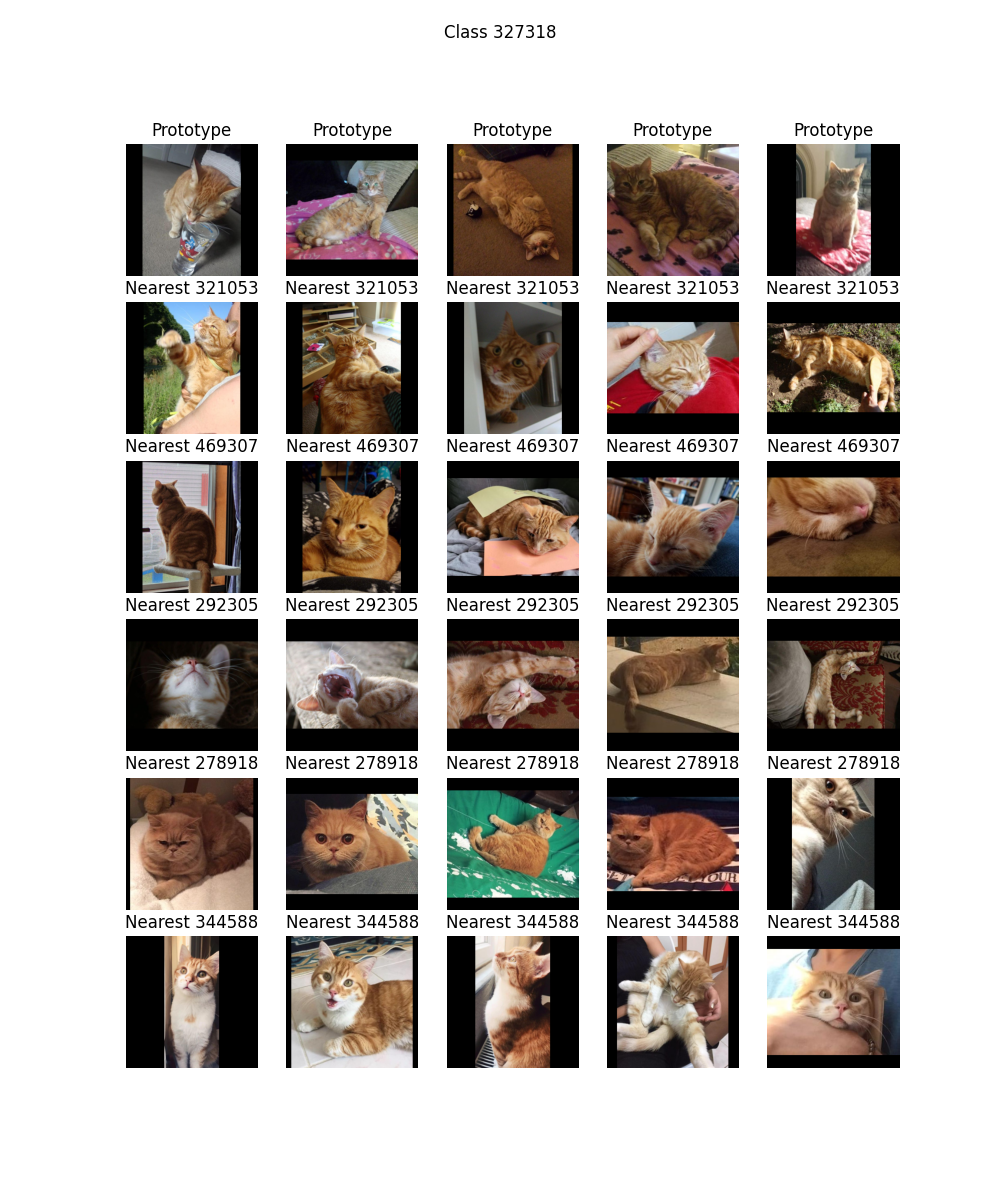 Class 327318
Prototype Prototype Prototype Prototype Prototype
Nearest 321053 Nearest 321053 Nearest 321053 Nearest 321053 Nearest 321053
Nearest 469307 Nearest 469307 Nearest 469307 Nearest 469307 Nearest 469307
Nearest 292305 Nearest 292305 Nearest 292305 Nearest 292305 Nearest 292305
Nearest 278918 Nearest 278918 Nearest 278918 Nearest 278918 Nearest 278918
Nearest 344588 Nearest 344588 Nearest 344588 Nearest 344588 Nearest 344588